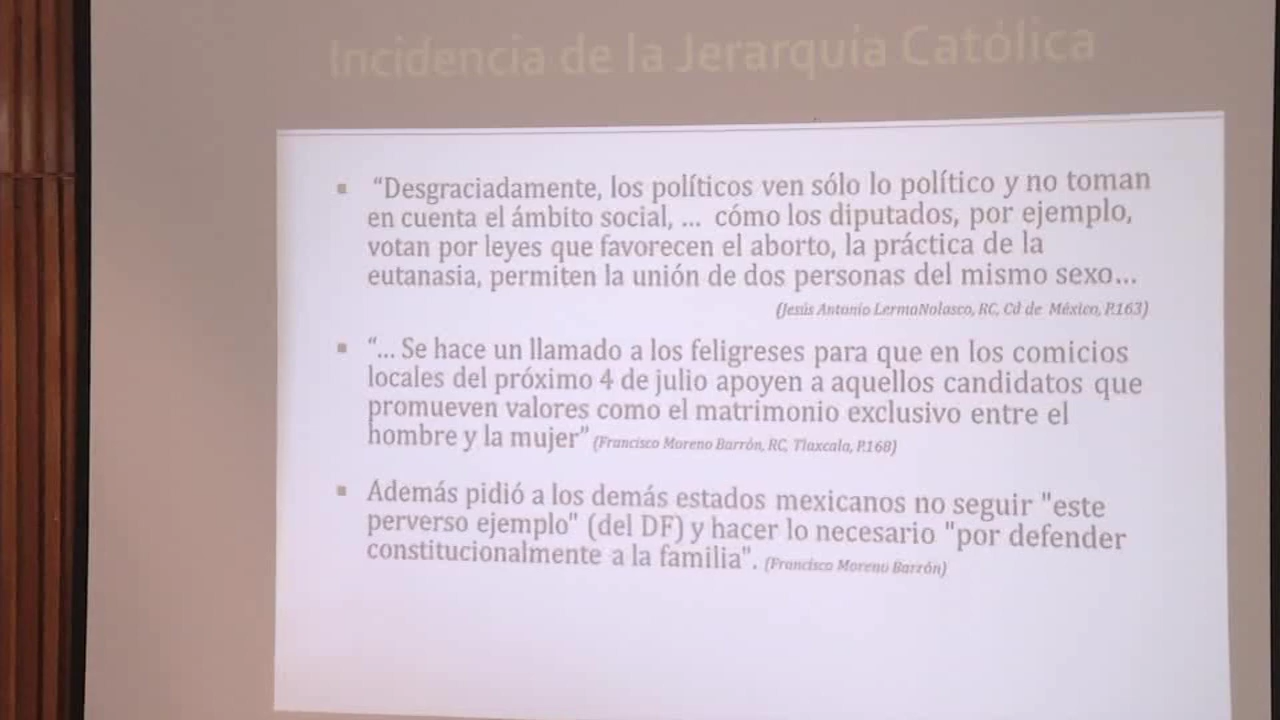 Incidencia de la Jerarquía Católica
▪ “Desgraciadamente, los políticos ven sólo lo político y no toman
en cuenta el ámbito social, ... cómo los diputados, por ejemplo,
votan por leyes que favorecen el aborto, la práctica de la
eutanasia, permiten la unión de dos personas del mismo sexo...
(Jesús Antonio LermaNolasco, RC, Cd de México, P.163)
▪ “... Se hace un llamado a los feligreses para que en los comicios
locales del próximo 4 de julio apoyen a aquellos candidatos que
promueven valores como el matrimonio exclusivo entre el
hombre y la mujer” (Francisco Moreno Barrón, RC, Tlaxcala, P.168)
▪ Además pidió a los demás estados mexicanos no seguir "este
perverso ejemplo" (del DF) y hacer lo necesario "por defender
constitucionalmente a la familia". (Francisco Moreno Barrón)